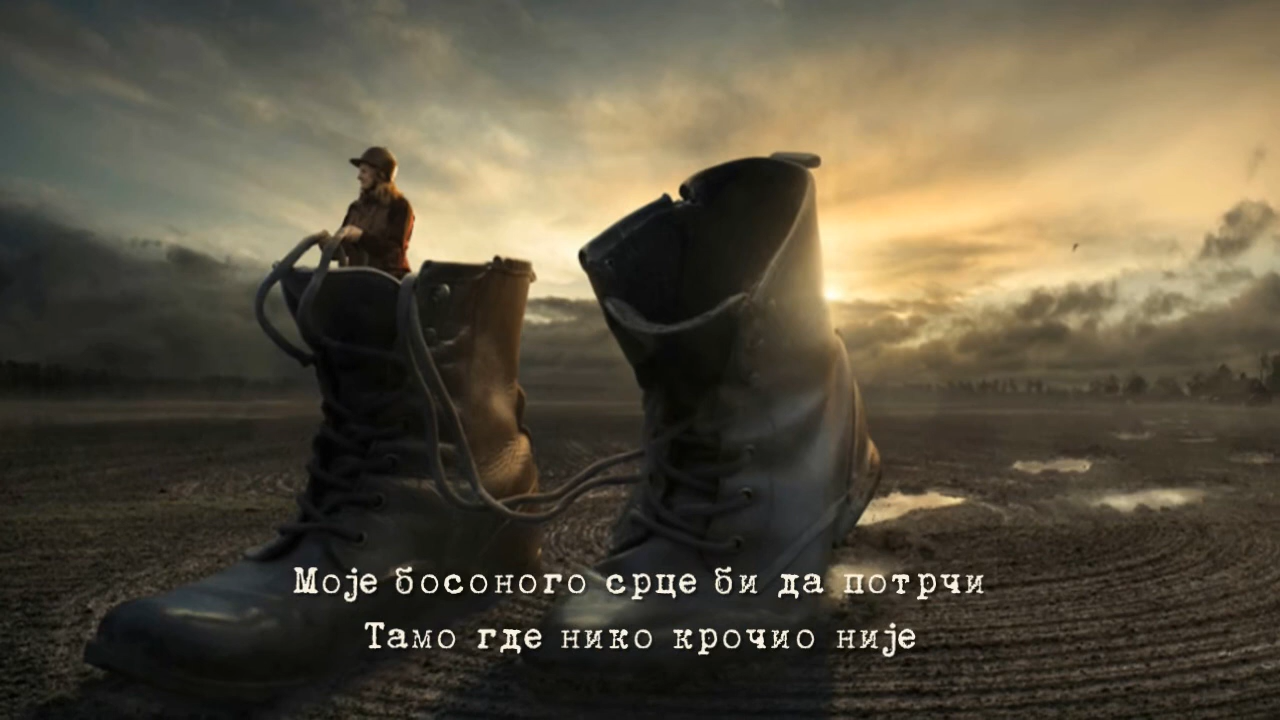 Моје босоного срце би да потрчи
Тамо где нико крочио није